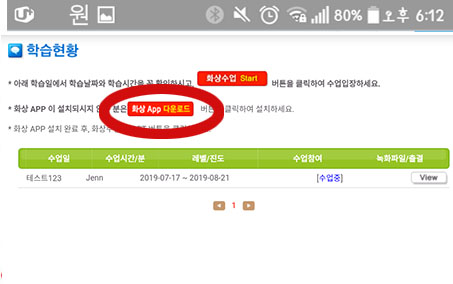 U+ 원 80% 오후 6:12
학습현황
* 아래 학습일에서 학습날짜와 학습시간을 꼭 확인하시고, 화상수업 Start 버튼을 클릭하여 수업입장하세요.
* 화상 APP 이 설치되시지 분은 화상 App 다운로드 버튼 클릭하여 설치하세요.
* 화상 APP 설치 완료 후, 버튼을
수업일 수업시간/분 레벨/진도 수업참여 녹화파일/출결
테스트123 Jenn 2019-07-17 ~ 2019-08-21 [수업중] View
1